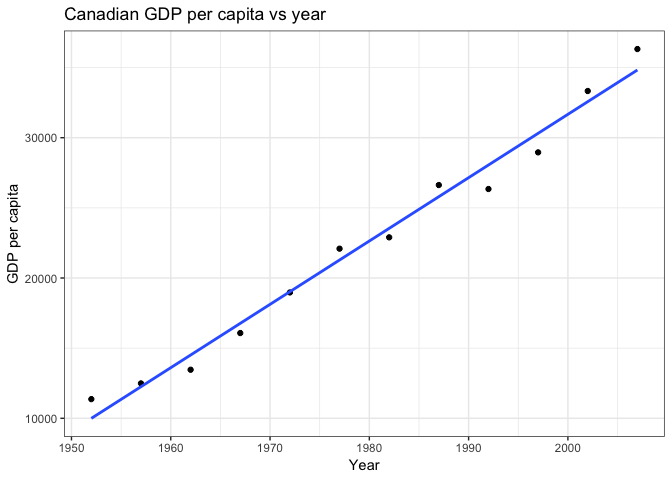 Canadian GDP per capita vs year
GDP per capita
30000
20000
10000
1950 1960 1970 1980 1990 2000
Year